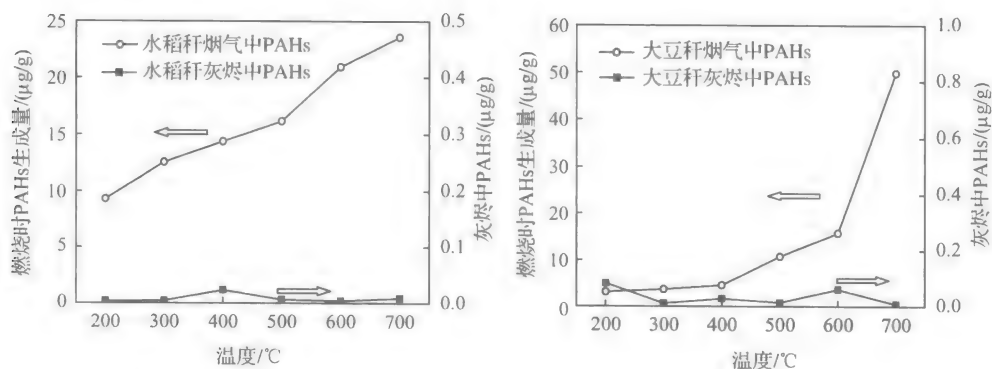 燃烧时PAHs生成量/(μg/g)
25
20
15
10
5
0
水稻秆烟气中PAHs
水稻秆灰烬中PAHs
0.5
0.4
0.3
0.2
0.1
0.0
灰烬中PAHs/(μg/g)
200 300 400 500 600 700
温度/℃
燃烧时PAHs生成量/(μg/g)
60
50
40
30
20
10
0
大豆秆烟气中PAHs
大豆秆灰烬中PAHs
1.0
0.8
0.6
0.4
0.2
0.0
灰烬中PAHs/(μg/g)
200 300 400 500 600 700
温度/℃